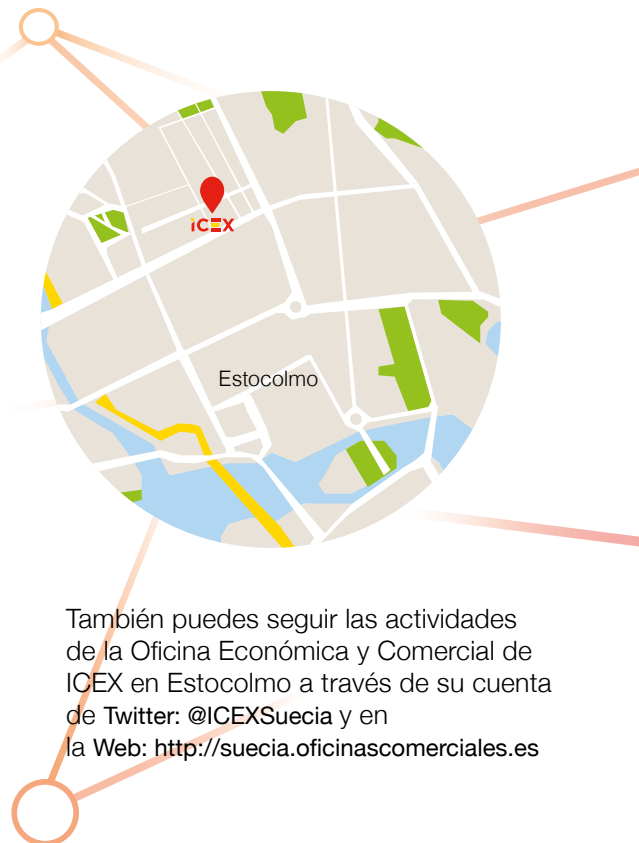 ICEX
Estocolmo
También puedes seguir las actividades
de la Oficina Económica y Comercial de
ICEX en Estocolmo a través de su cuenta
de Twitter: @ICEXSuecia y en
la Web: http://suecia.oficinascomerciales.es